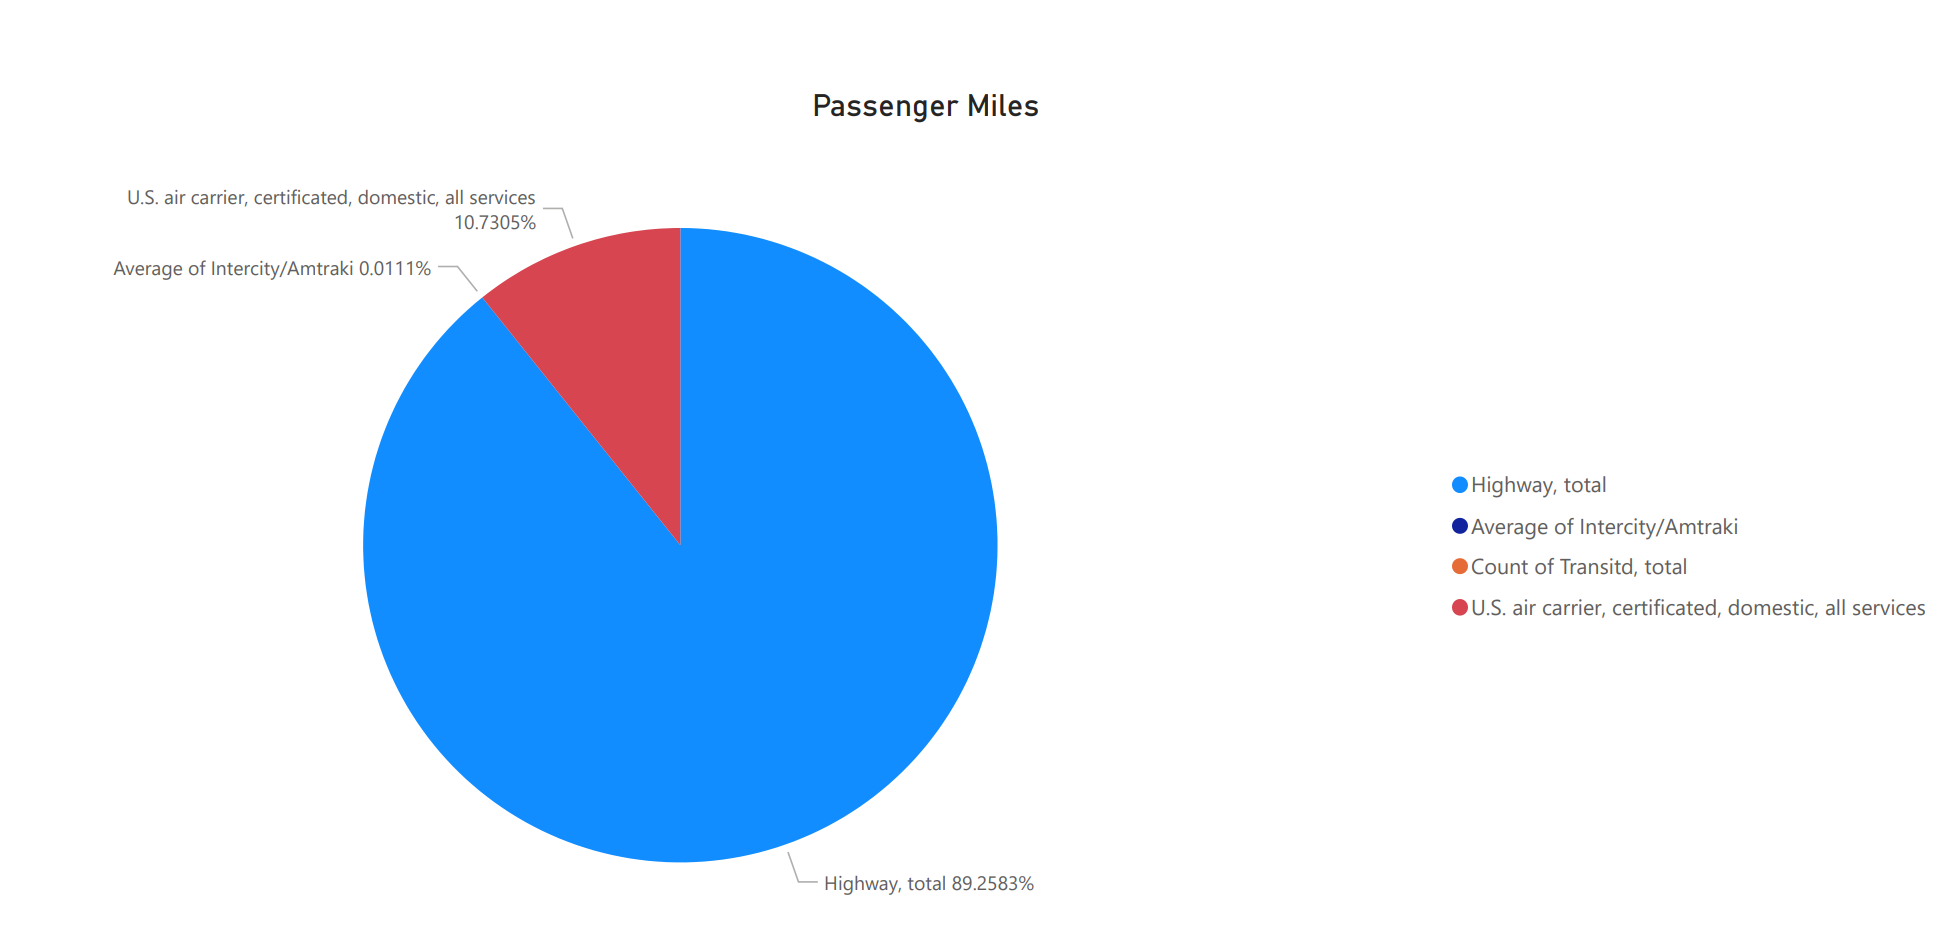 Passenger Miles
U.S. air carrier, certificated, domestic, all services
10.7305%
Average of Intercity/Amtraki 0.0111%
Highway, total 89.2583%
Highway, total
Average of Intercity/Amtraki
Count of Transitd, total
U.S. air carrier, certificated, domestic, all services